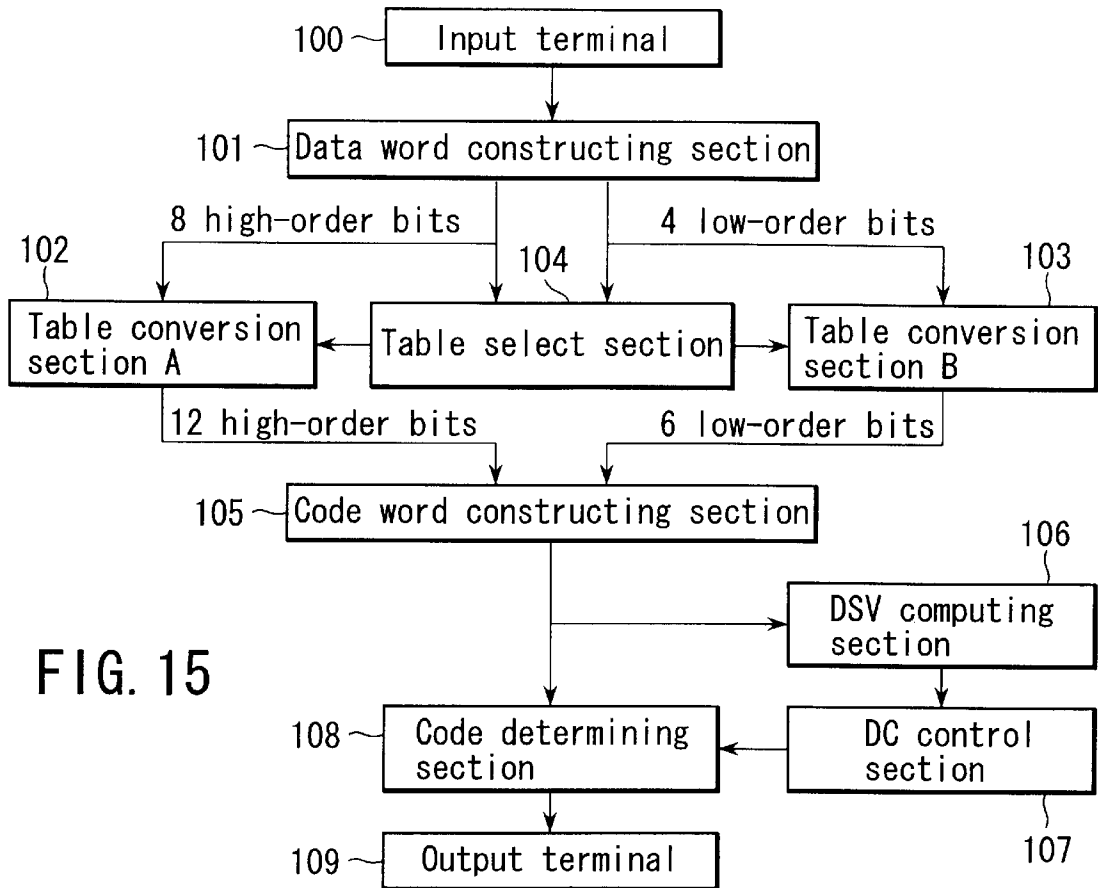 100
Input terminal
101
Data word constructing section
8 high-order bits
4 low-order bits
102
104
103
Table conversion
section A
Table select section
Table conversion
section B
12 high-order bits
6 low-order bits
105
Code word constructing section
106
DSV computing
section
FIG. 15
108
Code determining
section
DC control
section
107
109
Output terminal